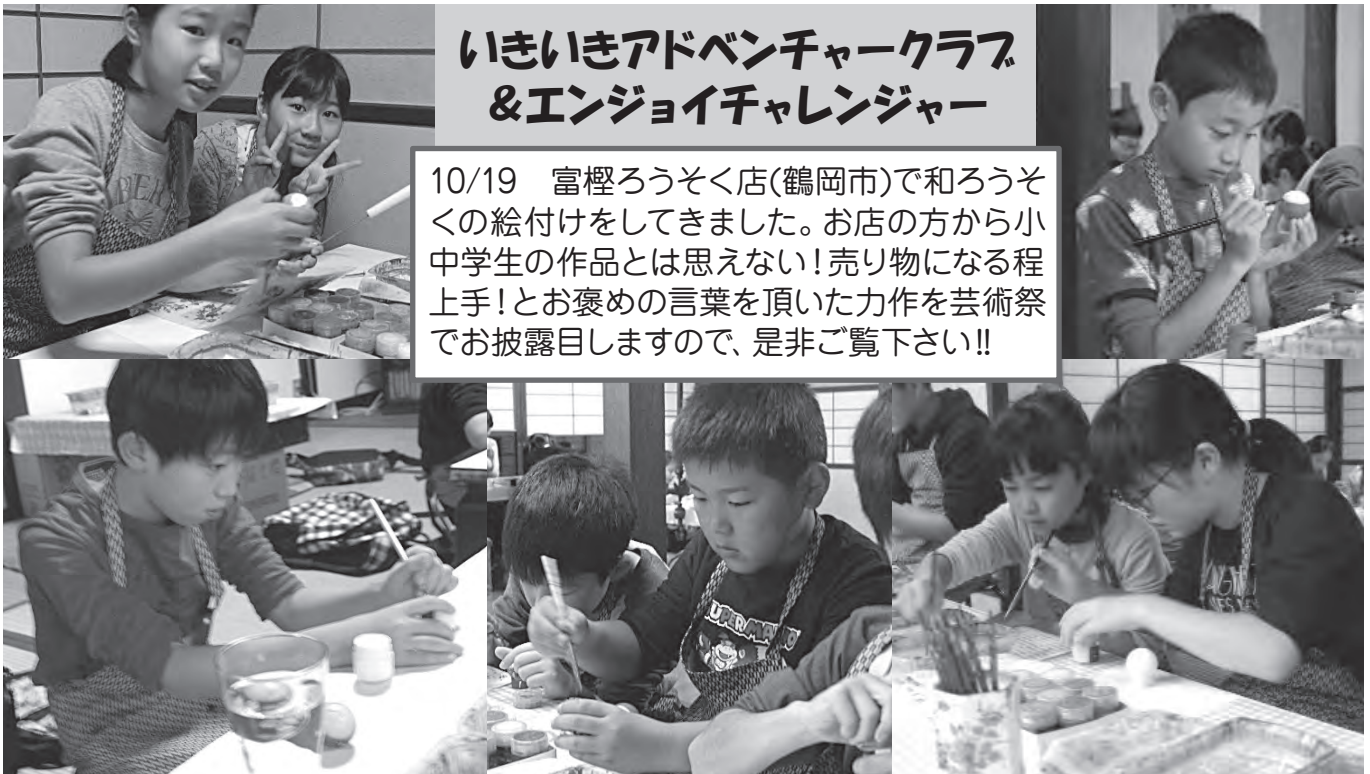 いきいきアドベンチャークラブ
&エンジョイチャレンジャー
10/19　富樫ろうそく店(鶴岡市)で和ろうそ
くの絵付けをしてきました。お店の方から小
中学生の作品とは思えない!売り物になる程
上手!とお褒めの言葉を頂いた力作を芸術祭
でお披露目しますので、是非ご覧下さい!!
SUPER MARIO